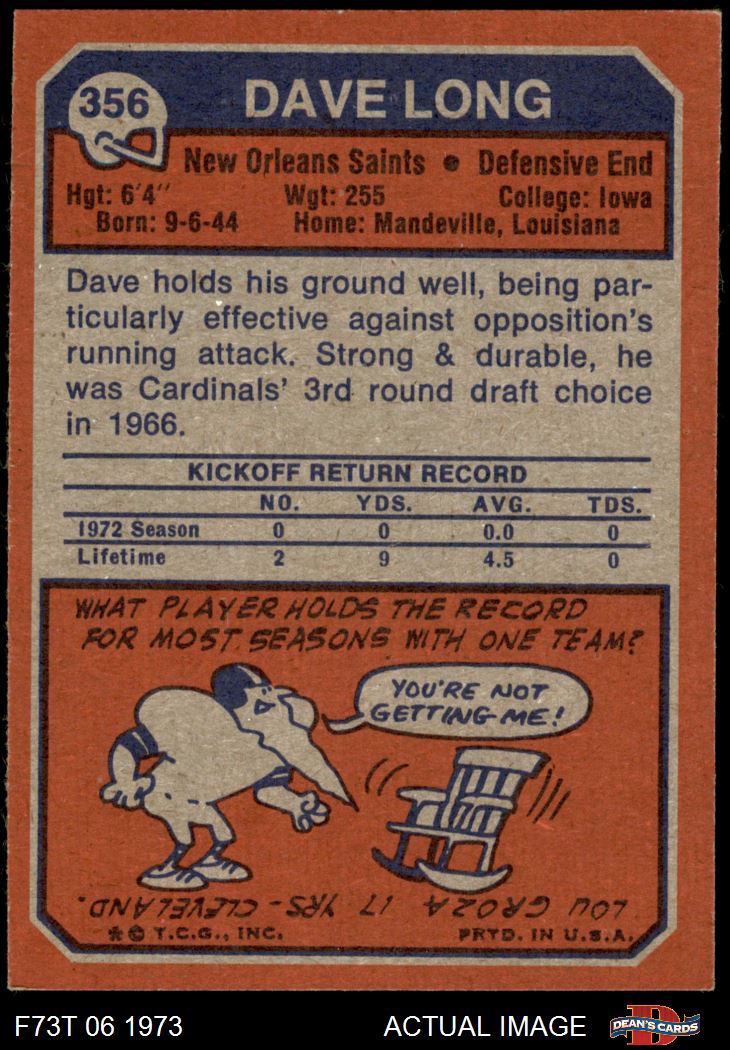 356
DAVE LONG
New Orleans Saints • Defensive End
Hgt: 6'4" Wgt: 255 College: Iowa
Born: 9-6-44 Home: Mandeville, Louisiana
Dave holds his ground well, being par-
ticularly effective against opposition's
running attack. Strong & durable, he
was Cardinals' 3rd round draft choice
in 1966.
KICKOFF RETURN RECORD
NO. YDS. AVG. TDS.
1972 Season 0 0 0.0 0
Lifetime 2 9 4.5 0
WHAT PLAYER HOLDS THE RECORD
FOR MOST SEASONS WITH ONE TEAM?
YOU'RE NOT
GETTING ME!
LOU GROZA 17 YRS-CLEVELAND.
* © T.C.G., INC. PRTD. IN U.S.A.
F73T 06 1973 ACTUAL IMAGE
D
DEAN'S CARDS